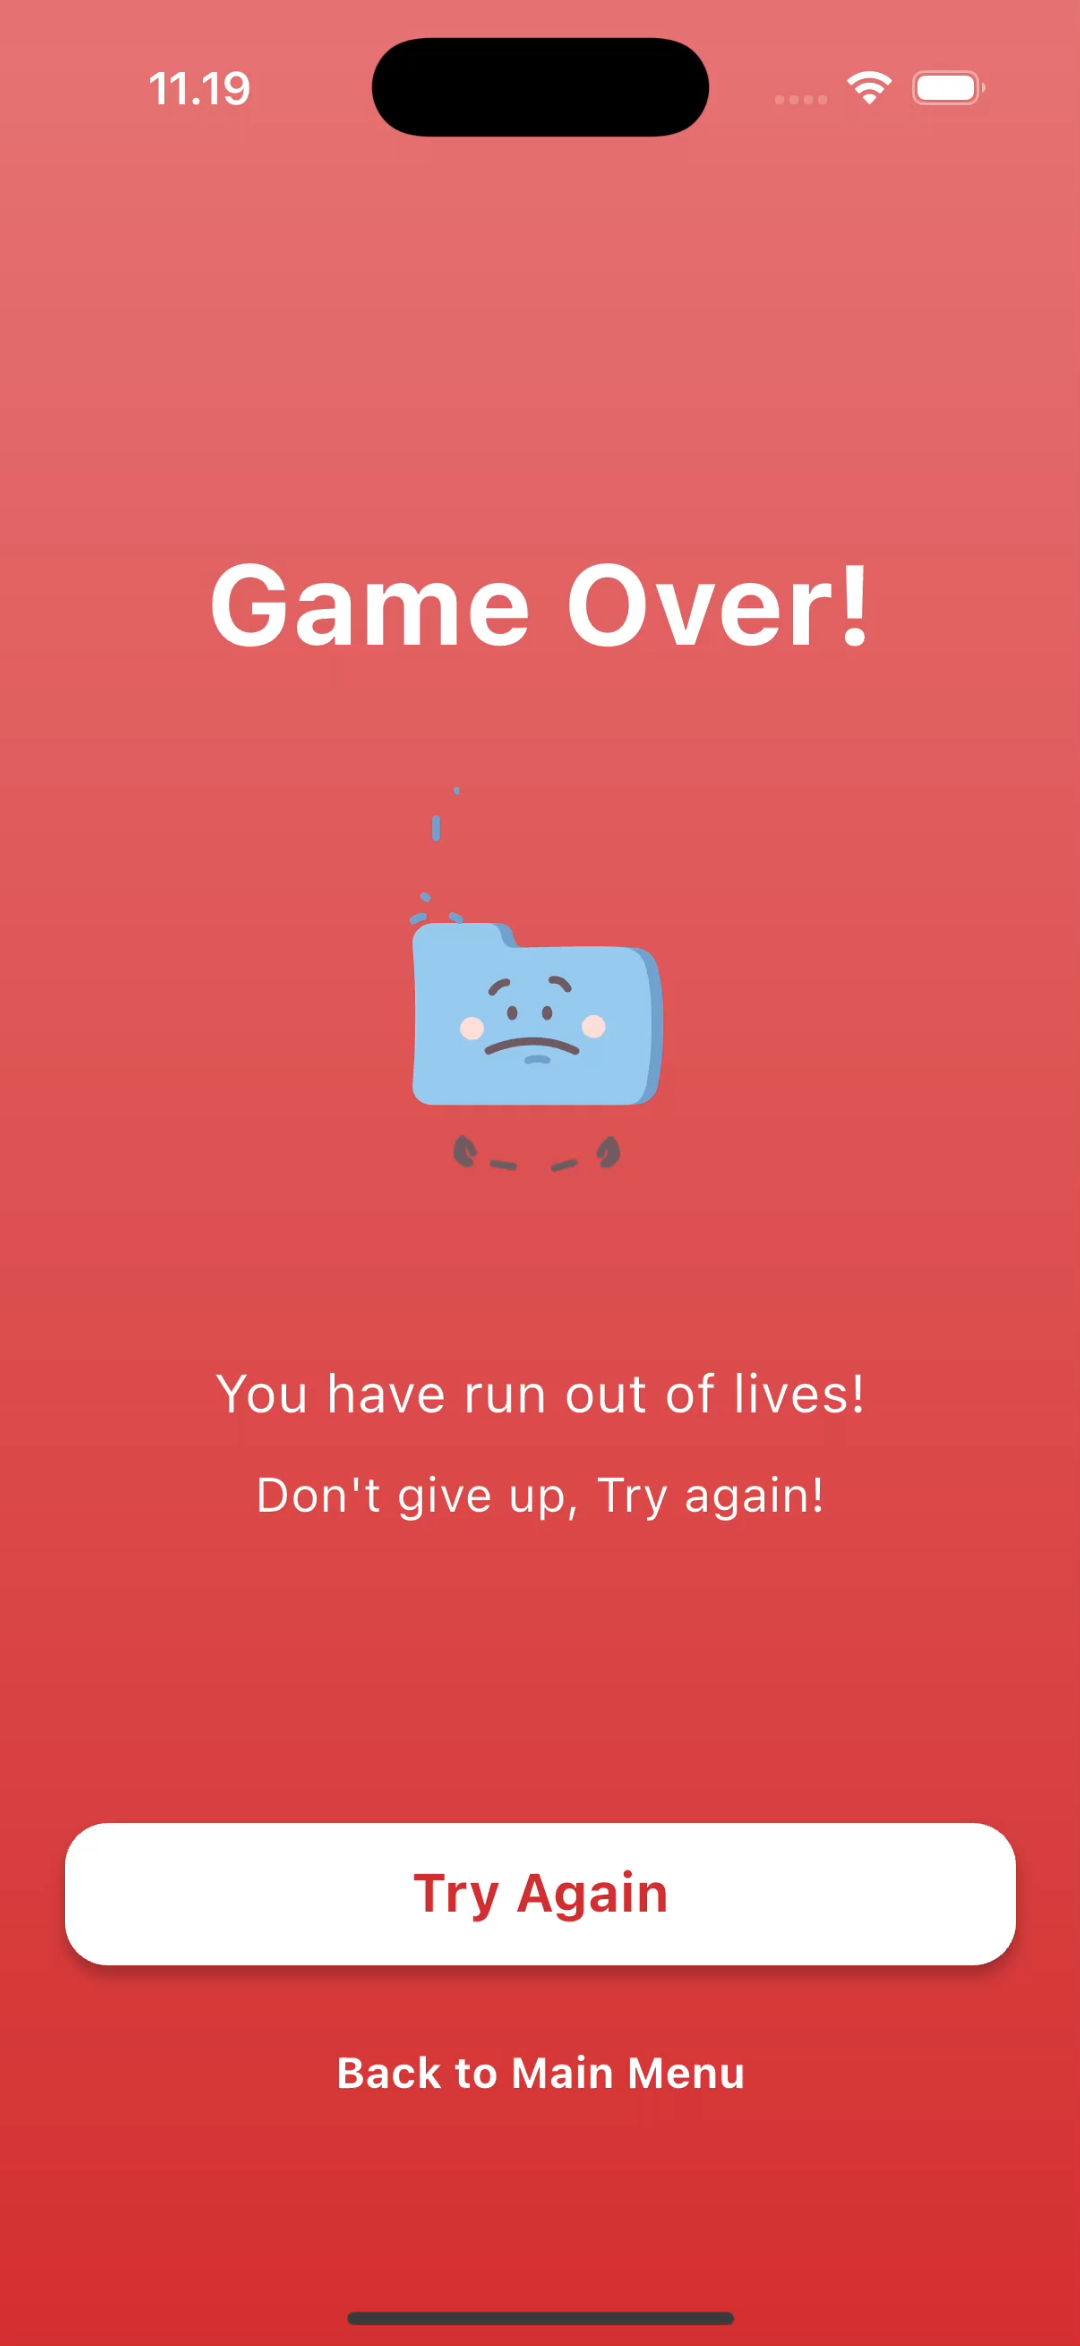 11.19
Game Over!
You have run out of lives!
Don't give up, Try again!
Try Again
Back to Main Menu